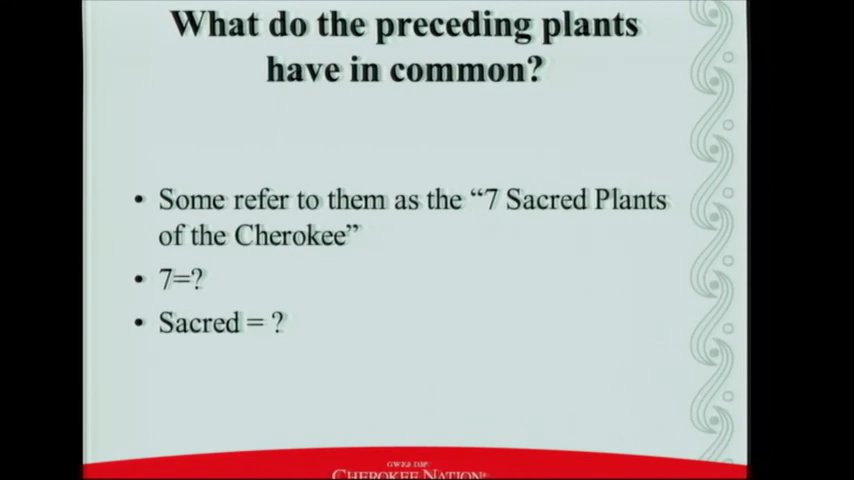 What do the preceding plants
have in common?
• Some refer to them as the “7 Sacred Plants
of the Cherokee”
• 7=?
• Sacred = ?
CHEROKEE NATION